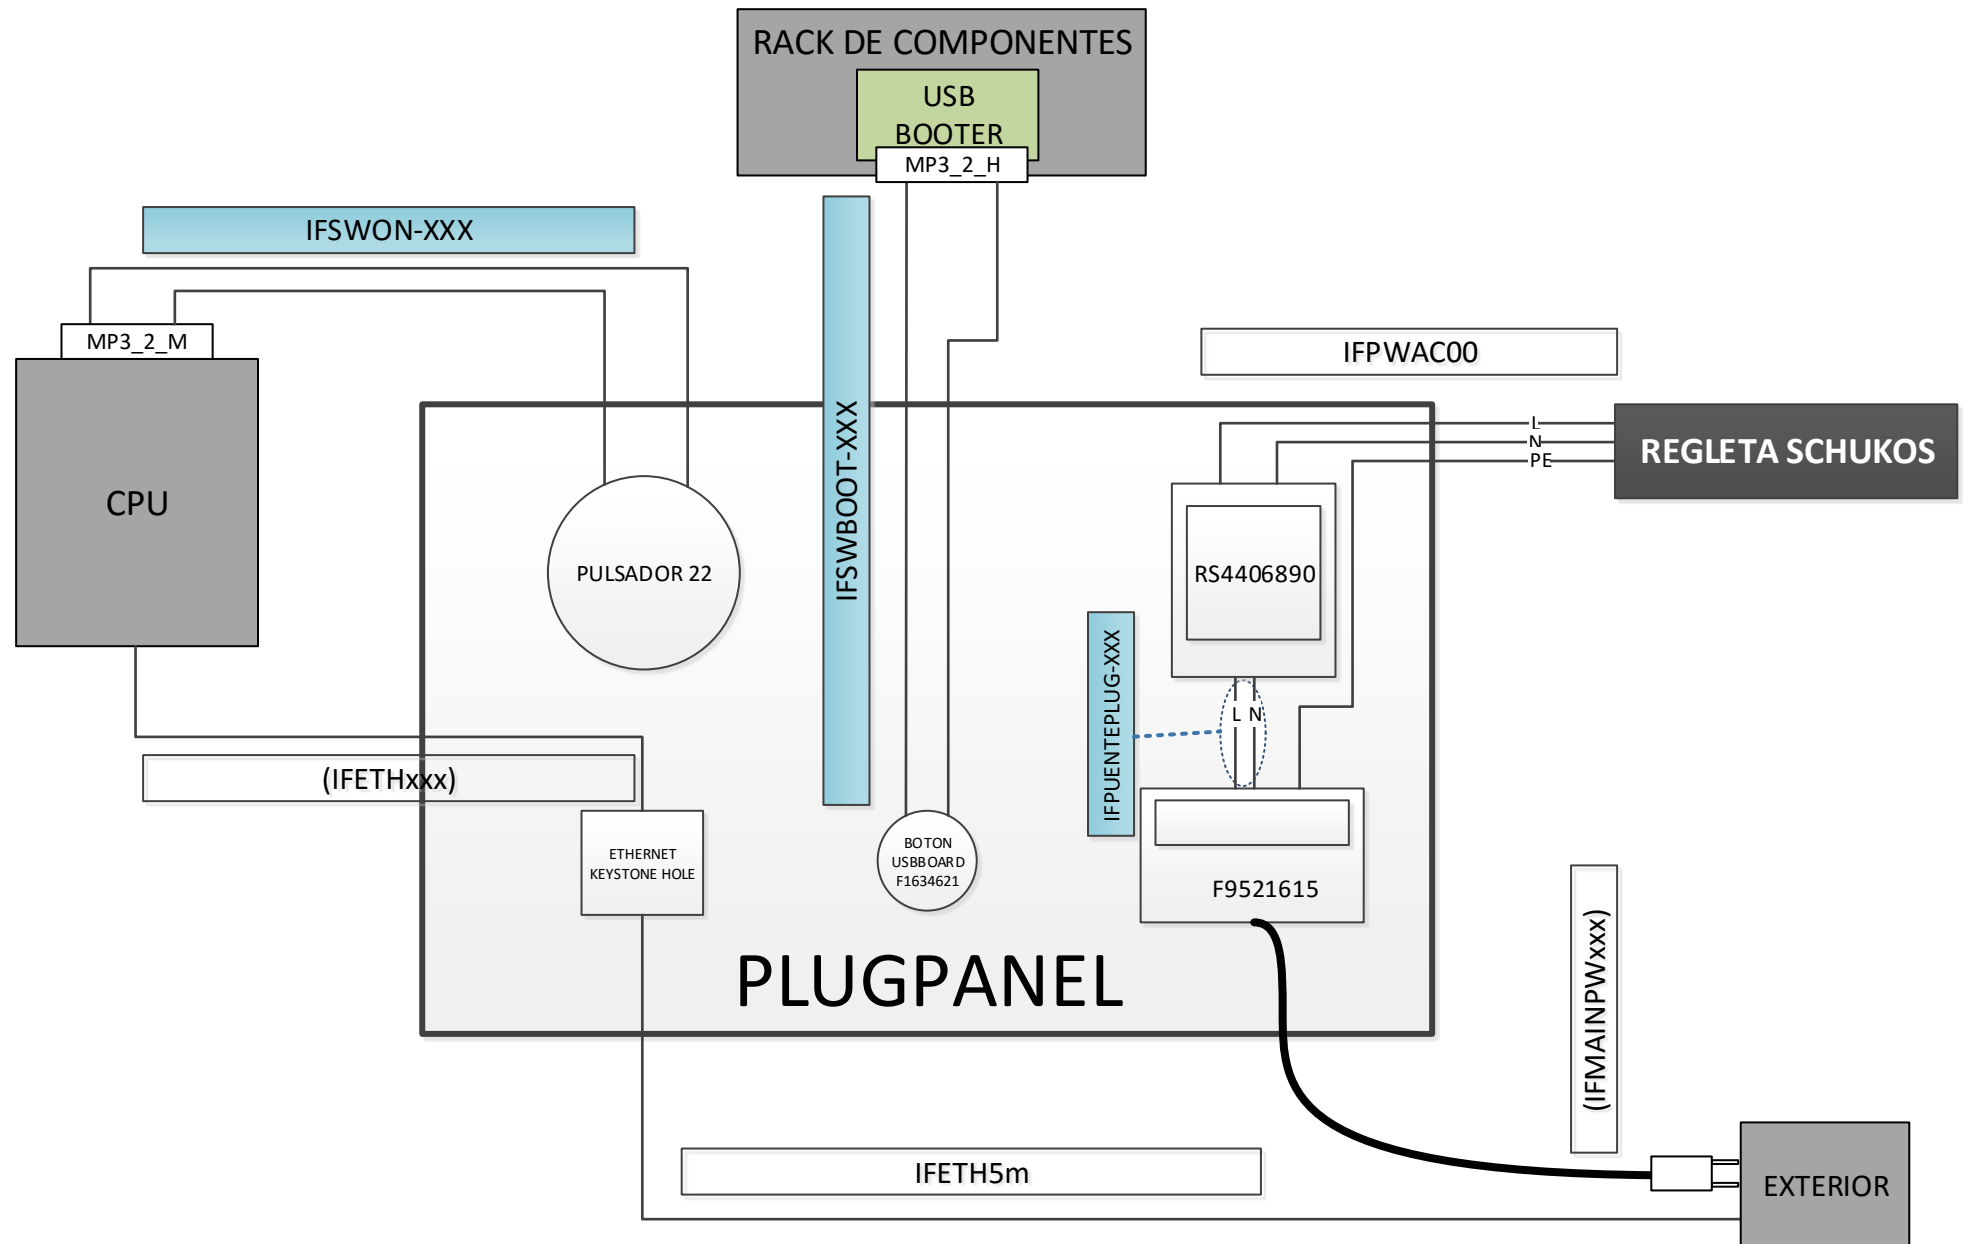 RACK DE COMPONENTES
USB
BOOTER
MP3_2_H
IFSWON-XXX
MP3_2_M
CPU
IFPWAC00
L
N
PE
REGLETA SCHUKOS
IFSWBOOT-XXX
PULSADOR 22
RS4406890
IFPUENTEPLUG-XXX
L N
(IFETHxxx)
ETHERNET
KEYSTONE HOLE
BOTON
USBBOARD
F1634621
F9521615
PLUGPANEL
(IFMAINPWxxx)
IFETH5m
EXTERIOR